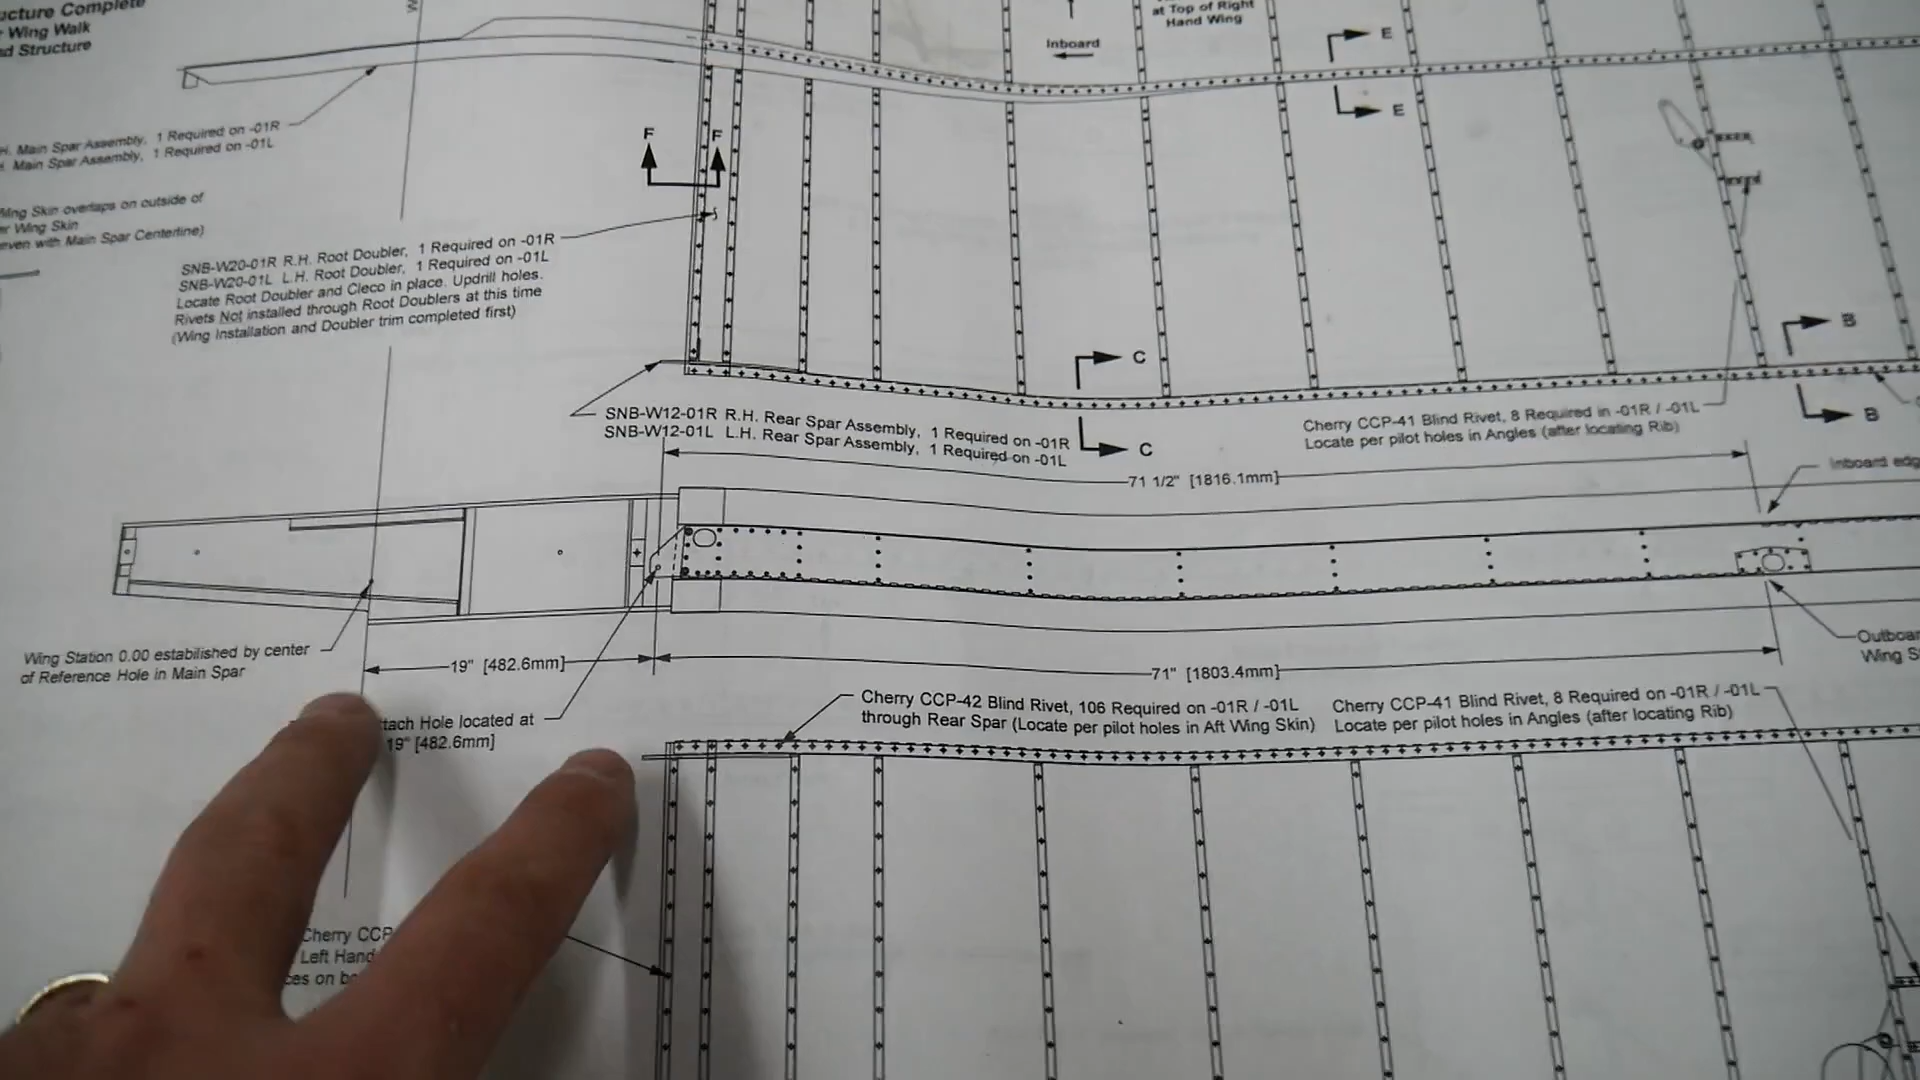 ucture Complete
Wing Walk
d Structure
W
at Top of Right
Hand Wing
Inboard
E
E
H. Main Spar Assembly, 1 Required on -01R
H. Main Spar Assembly, 1 Required on -01L
F
F
Wing Skin overlaps on outside of
er Wing Skin
even with Main Spar Centerline)
SNB-W20-01R R.H. Root Doubler, 1 Required on -01R
SNB-W20-01L L.H. Root Doubler, 1 Required on -01L
Locate Root Doubler and Cleco in place. Updrill holes.
Rivets Not installed through Root Doublers at this time
(Wing Installation and Doubler trim completed first)
B
B
C
C
SNB-W12-01R R.H. Rear Spar Assembly, 1 Required on -01R
SNB-W12-01L L.H. Rear Spar Assembly, 1 Required on -01L
Cherry CCP-41 Blind Rivet, 8 Required in -01R / -01L
Locate per pilot holes in Angles (after locating Rib)
71 1/2" [1816.1mm]
Inboard edg
Wing Station 0.00 estabilished by center
of Reference Hole in Main Spar
19" [482.6mm]
71" [1803.4mm]
Outboar
Wing S
ttach Hole located at
19" [482.6mm]
Cherry CCP-42 Blind Rivet, 106 Required on -01R / -01L
through Rear Spar (Locate per pilot holes in Aft Wing Skin)
Cherry CCP-41 Blind Rivet, 8 Required on -01R / -01L
Locate per pilot holes in Angles (after locating Rib)
Cherry CCP
Left Hand
ces on bo